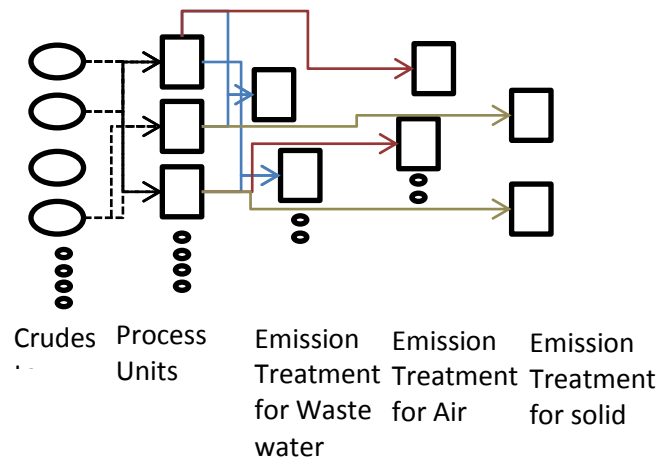 Crudes
Process
Units
Emission
Treatment
for Waste
water
Emission
Treatment
for Air
Emission
Treatment
for solid